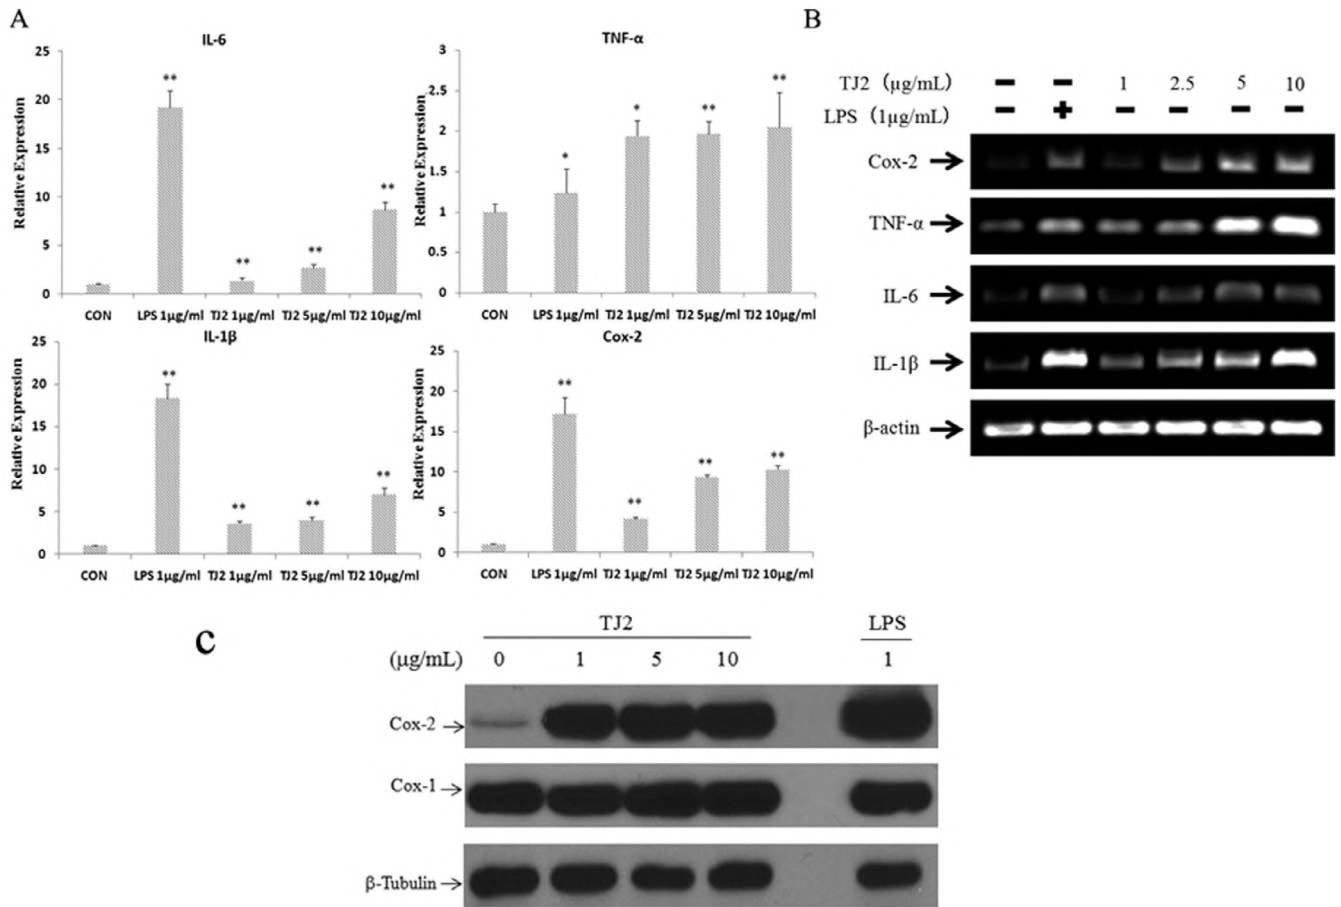 A
IL-6
25
20
15
10
5
0
Relative Expression
**
**
**
**
CON LPS 1µg/ml TJ2 1µg/ml TJ2 5µg/ml TJ2 10µg/ml
TNF-α
3
2.5
2
1.5
1
0.5
0
Relative Expression
*
*
**
**
CON LPS 1µg/ml TJ2 1µg/ml TJ2 5µg/ml TJ2 10µg/ml
IL-1β
25
20
15
10
5
0
Relative Expression
**
**
**
**
CON LPS 1µg/ml TJ2 1µg/ml TJ2 5µg/ml TJ2 10µg/ml
Cox-2
25
20
15
10
5
0
Relative Expression
**
**
**
**
CON LPS 1µg/ml TJ2 1µg/ml TJ2 5µg/ml TJ2 10µg/ml
B
TJ2 (µg/mL) − − 1 2.5 5 10
LPS (1µg/mL) − + − − − −
Cox-2
TNF-α
IL-6
IL-1β
β-actin
C
TJ2 LPS
(µg/mL) 0 1 5 10 1
Cox-2
Cox-1
β-Tubulin